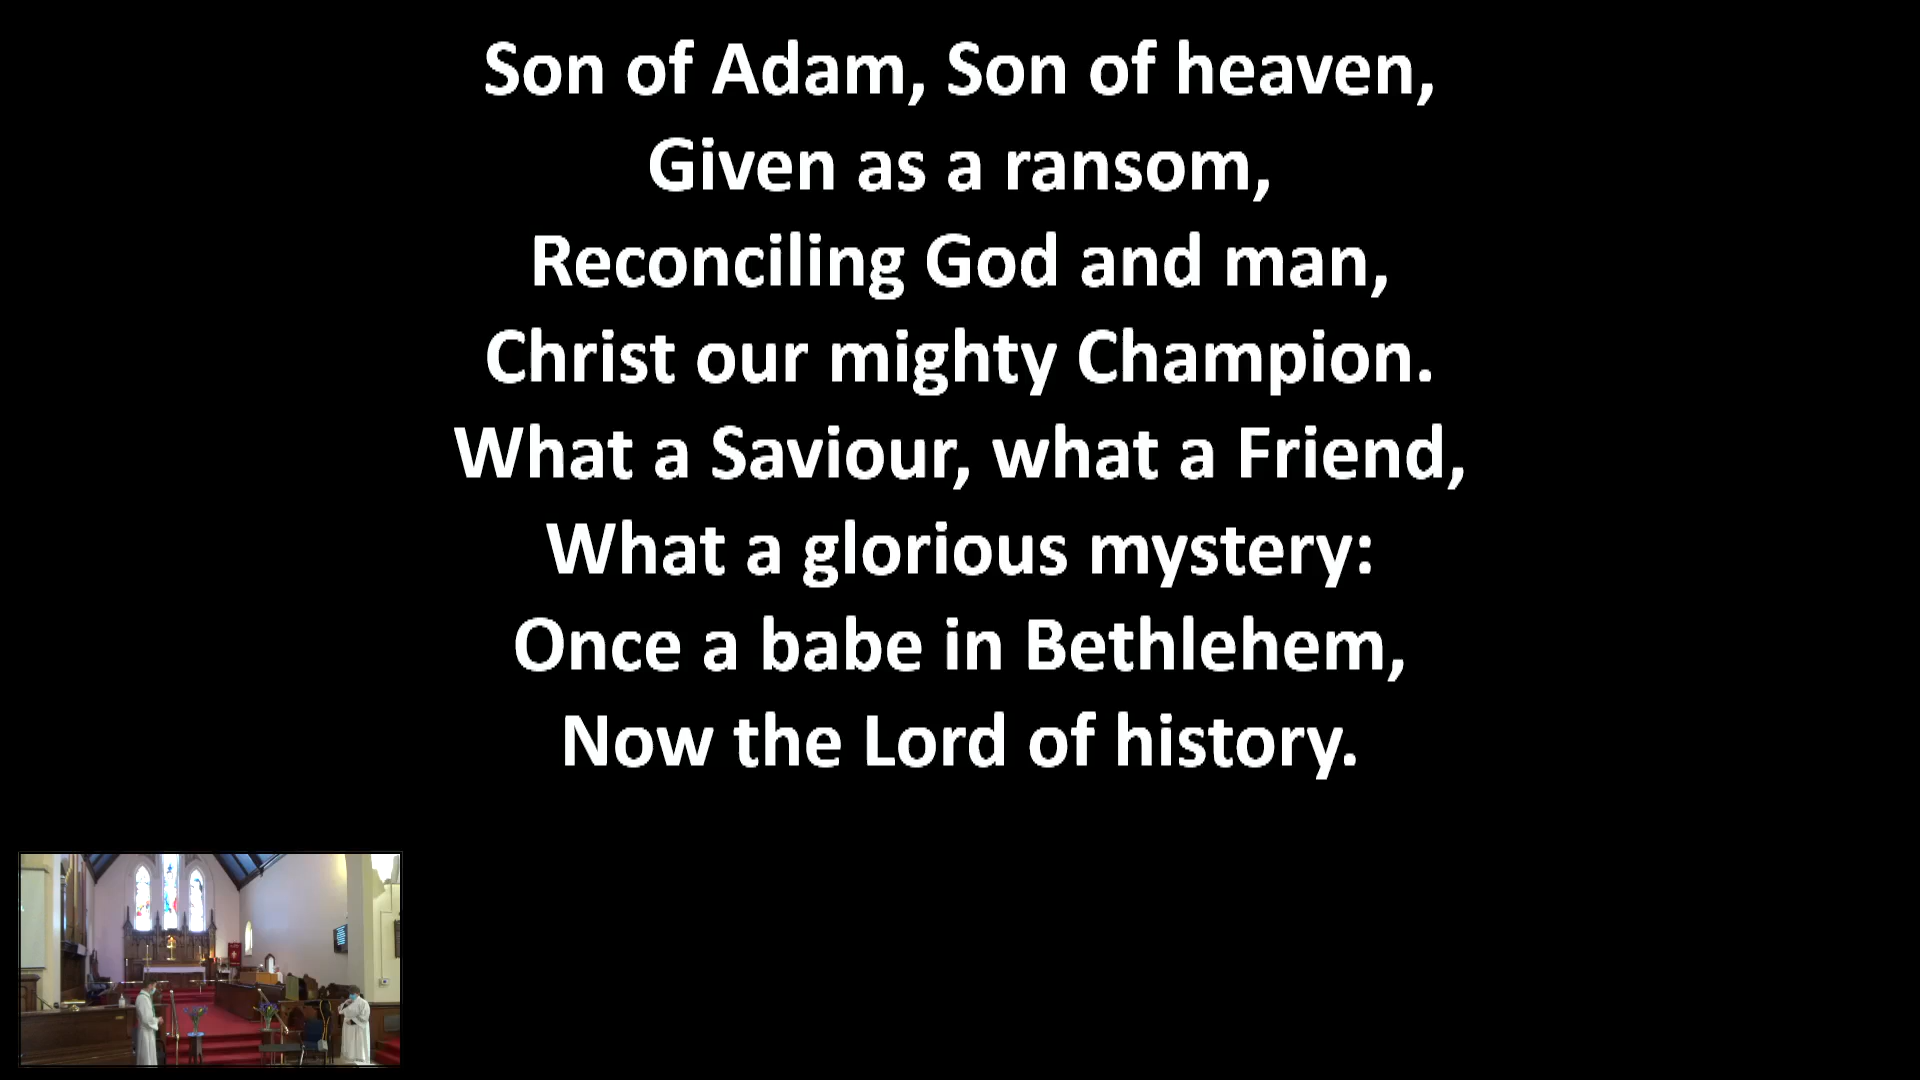 Son of Adam, Son of heaven,
Given as a ransom,
Reconciling God and man,
Christ our mighty Champion.
What a Saviour, what a Friend,
What a glorious mystery:
Once a babe in Bethlehem,
Now the Lord of history.